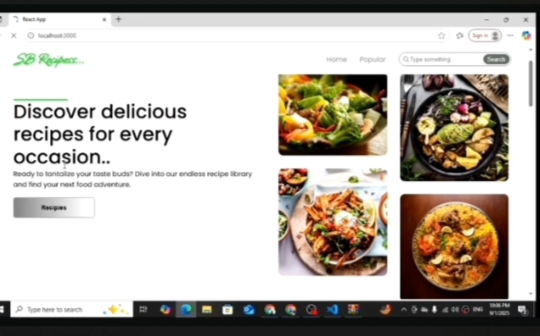 React App
localhost:3000
Sign in
SB Recipess...
Home
Popular
Type something
Search
Discover delicious
recipes for every
occasion..
Ready to tantalize your taste buds? Dive into our endless recipe library
and find your next food adventure.
Recipies
Type here to search
ENG
10:06 PM
9/1/2025